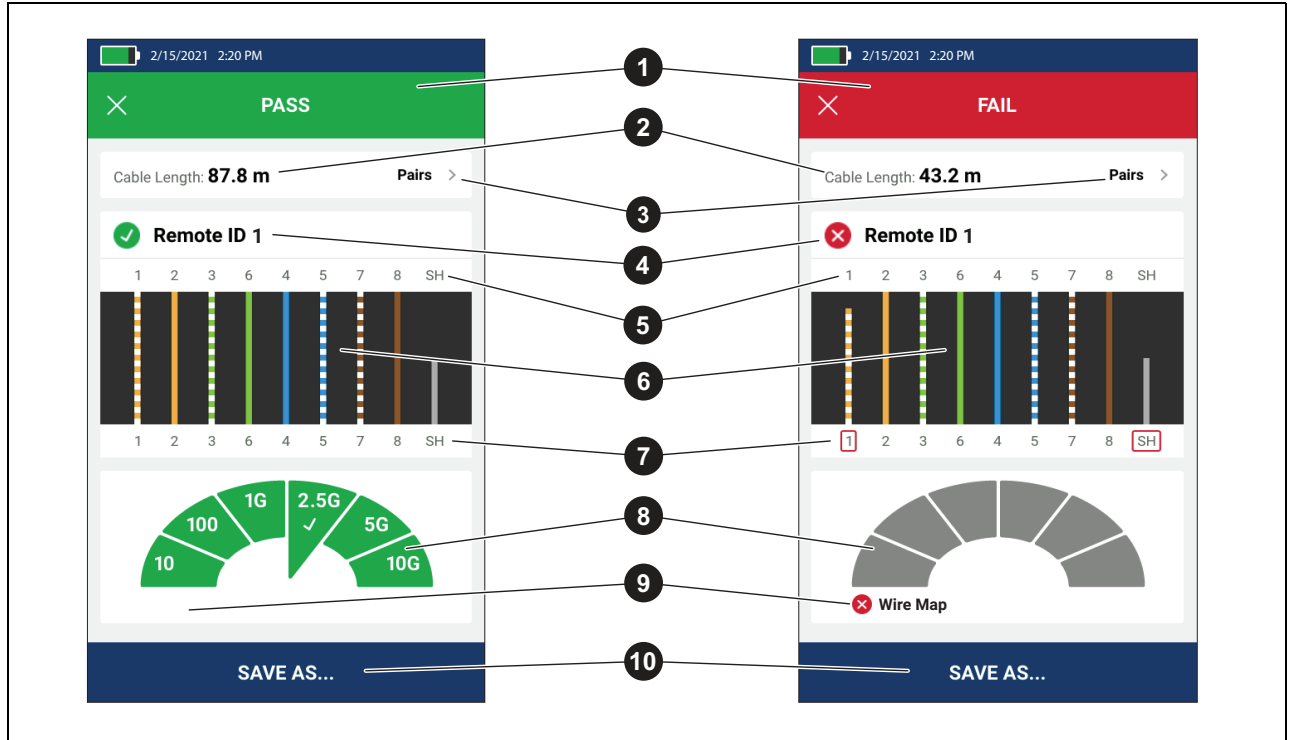 2/15/2021 2:20 PM
PASS
Cable Length: 87.8 m Pairs >
Remote ID 1
1 2 3 6 4 5 7 8 SH
1 2 3 6 4 5 7 8 SH
10 100 1G 2.5G 5G 10G
SAVE AS...
1
2
3
4
5
6
7
8
9
10
2/15/2021 2:20 PM
FAIL
Cable Length: 43.2 m Pairs >
Remote ID 1
1 2 3 6 4 5 7 8 SH
1 2 3 6 4 5 7 8 SH
Wire Map
SAVE AS...